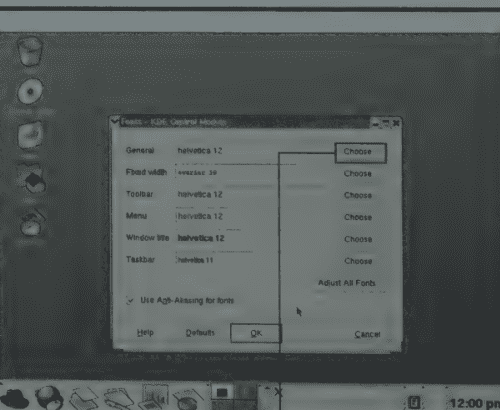 Fonts - KDE Control Module
General helvetica 12 Choose
Fixed width Choose
Toolbar helvetica 12 Choose
Menu helvetica 12 Choose
Window title helvetica 12 Choose
Taskbar helvetica 11 Choose
Adjust All Fonts
Use Anti-Aliasing for fonts
Help Defaults OK Cancel
12:00 pm